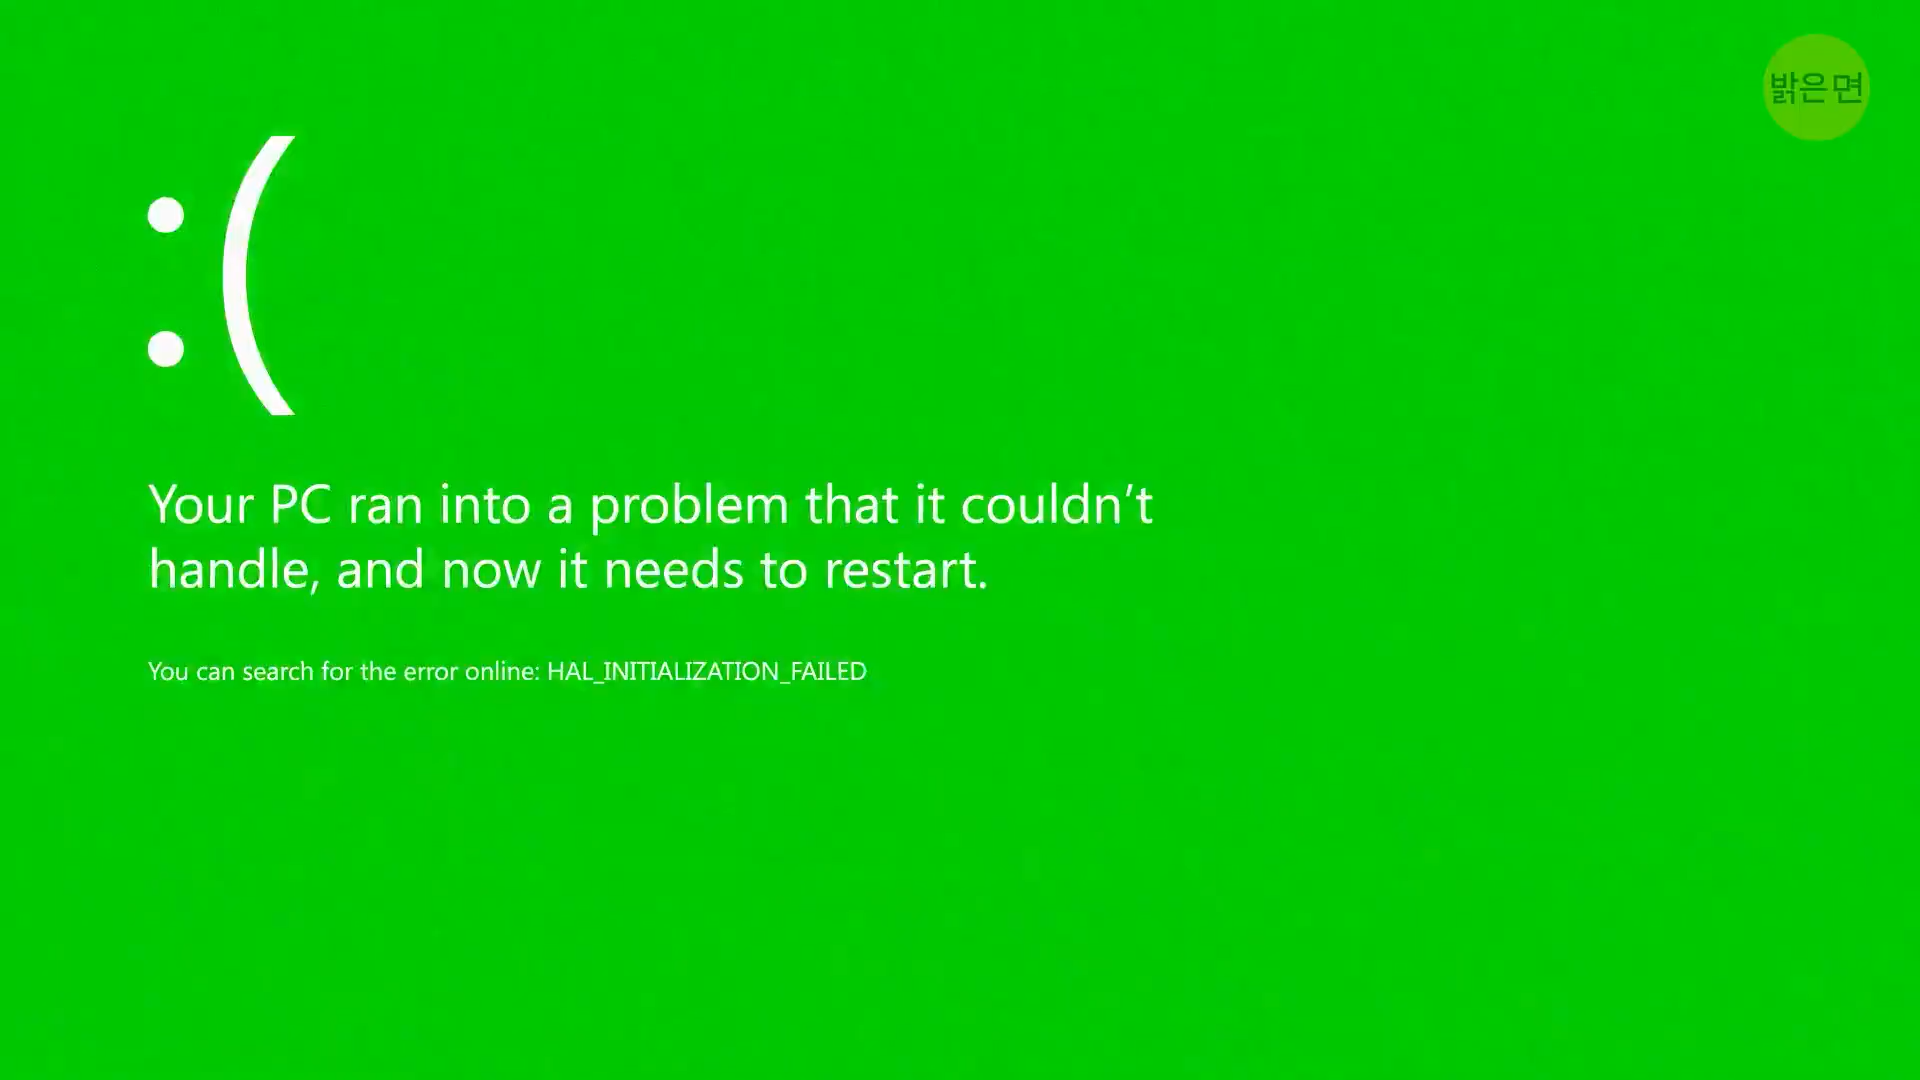 밝은면
:(
Your PC ran into a problem that it couldn’t
handle, and now it needs to restart.
You can search for the error online: HAL_INITIALIZATION_FAILED